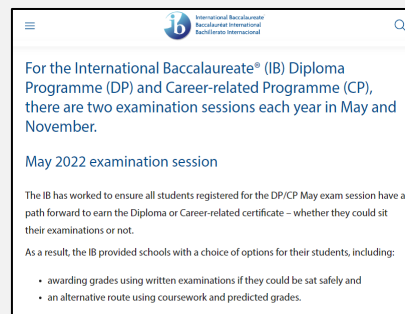 ib
International Baccalaureate
Baccalauréat International
Bachillerato Internacional
For the International Baccalaureate® (IB) Diploma
Programme (DP) and Career-related Programme (CP),
there are two examination sessions each year in May and
November.
May 2022 examination session
The IB has worked to ensure all students registered for the DP/CP May exam session have a
path forward to earn the Diploma or Career-related certificate – whether they could sit
their examinations or not.
As a result, the IB provided schools with a choice of options for their students, including:
• awarding grades using written examinations if they could be sat safely and
• an alternative route using coursework and predicted grades.